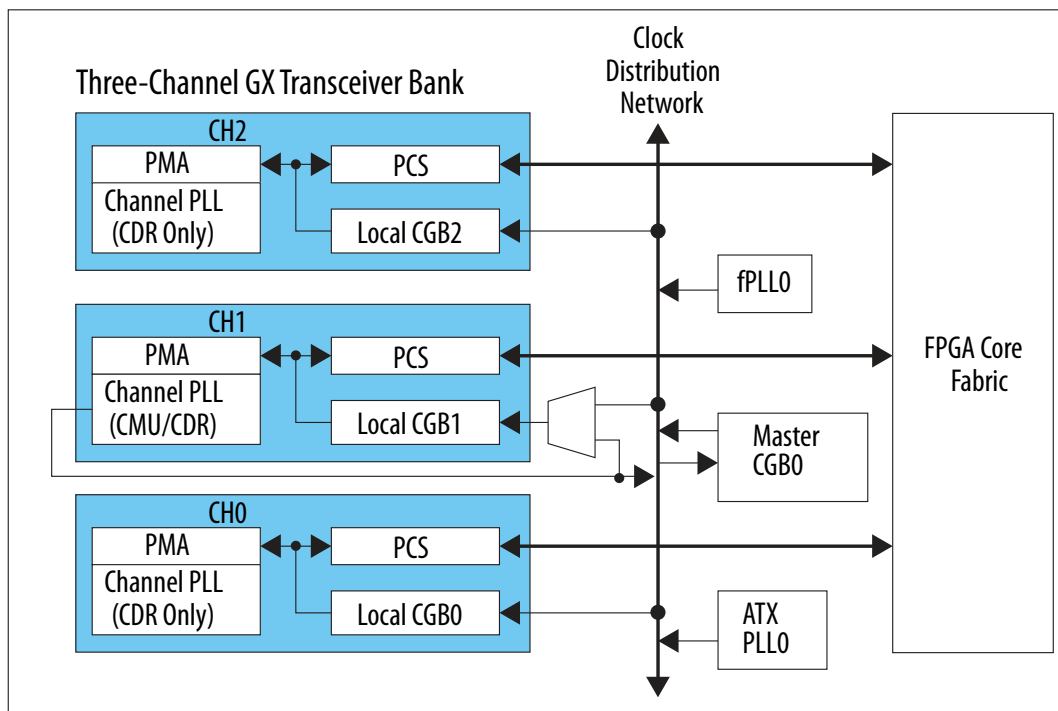 Three-Channel GX Transceiver Bank
Clock
Distribution
Network
CH2
PMA
Channel PLL
(CDR Only)
PCS
Local CGB2
fPLL0
CH1
PMA
Channel PLL
(CMU/CDR)
PCS
Local CGB1
Master
CGB0
FPGA Core
Fabric
CH0
PMA
Channel PLL
(CDR Only)
PCS
Local CGB0
ATX
PLL0